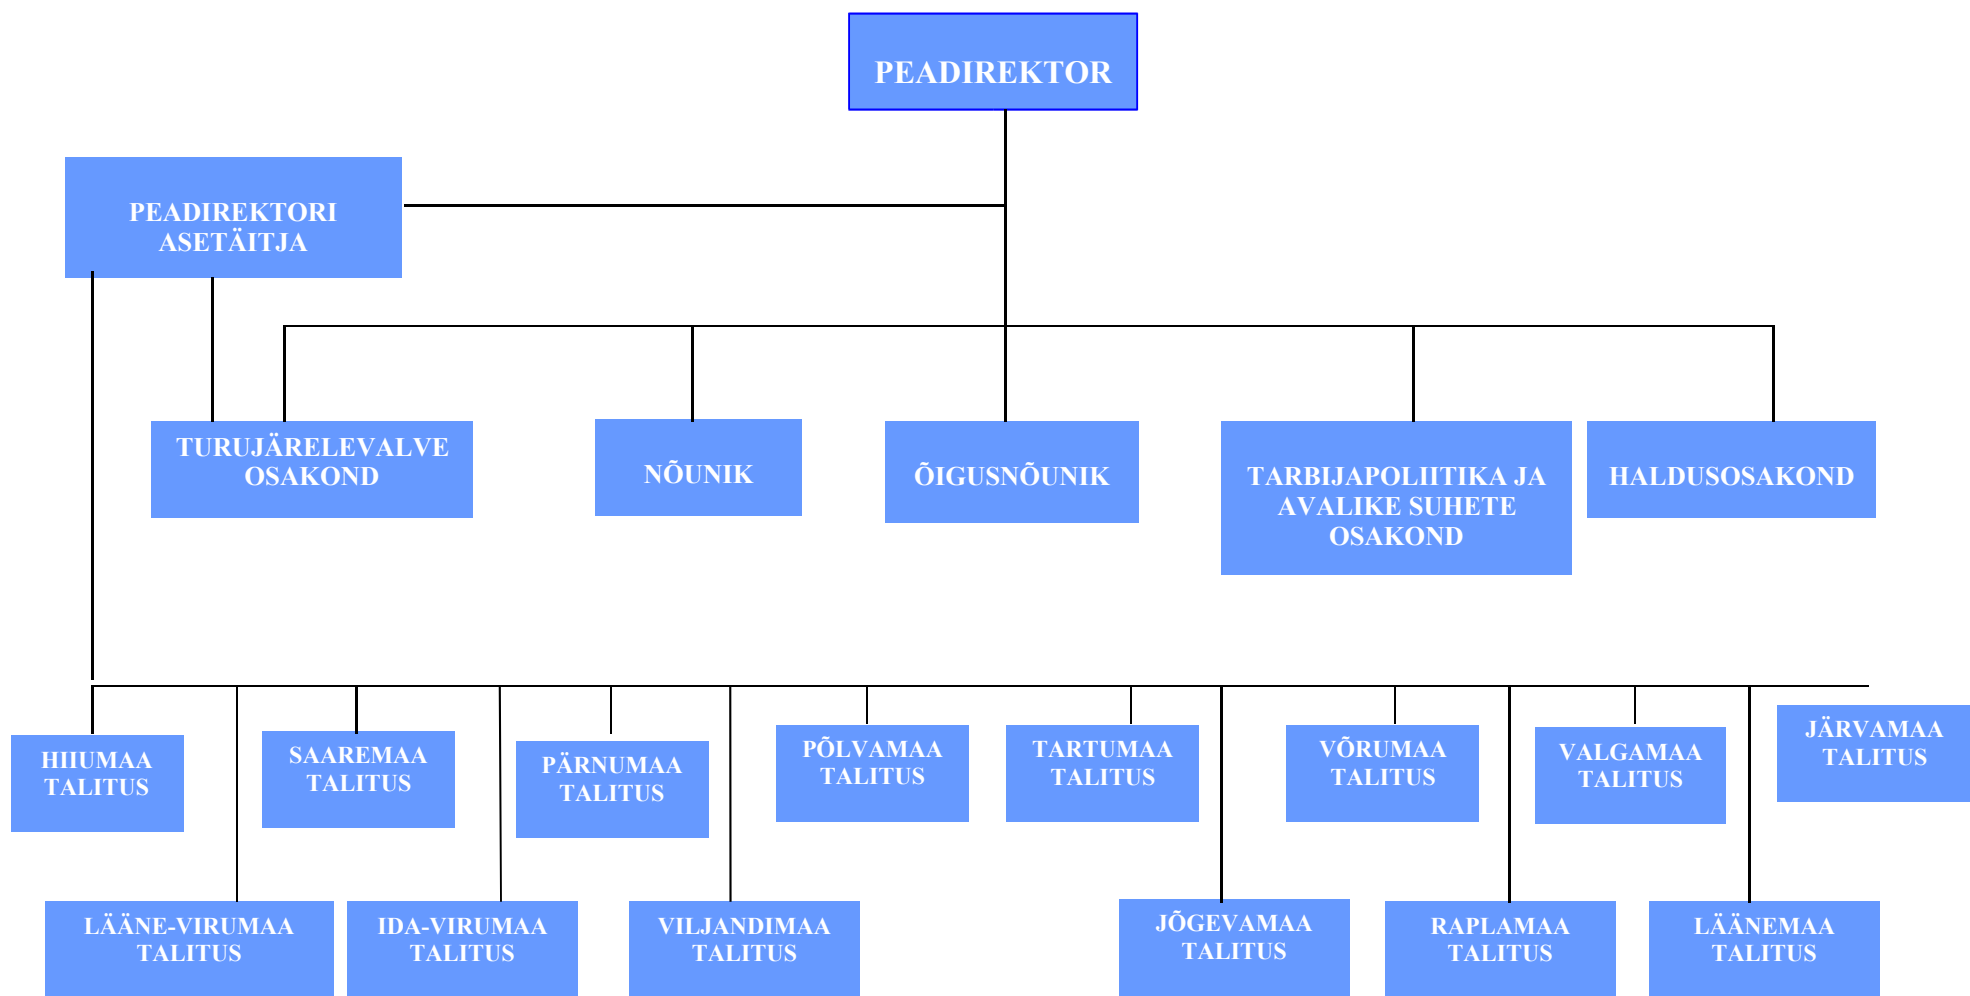 PEADIREKTOR
PEADIREKTORI
ASETÄITJA
TURUJÄRELEVALVE
OSAKOND
NÕUNIK
ÕIGUSNÕUNIK
TARBIJAPOLIITIKA JA
AVALIKE SUHETE
OSAKOND
HALDUSOSAKOND
HIIUMAA
TALITUS
SAAREMAA
TALITUS
PÄRNUMAA
TALITUS
PÕLVAMAA
TALITUS
TARTUMAA
TALITUS
VÕRUMAA
TALITUS
VALGAMAA
TALITUS
JÄRVAMAA
TALITUS
LÄÄNE-VIRUMAA
TALITUS
IDA-VIRUMAA
TALITUS
VILJANDIMAA
TALITUS
JÕGEVAMAA
TALITUS
RAPLAMAA
TALITUS
LÄÄNEMAA
TALITUS